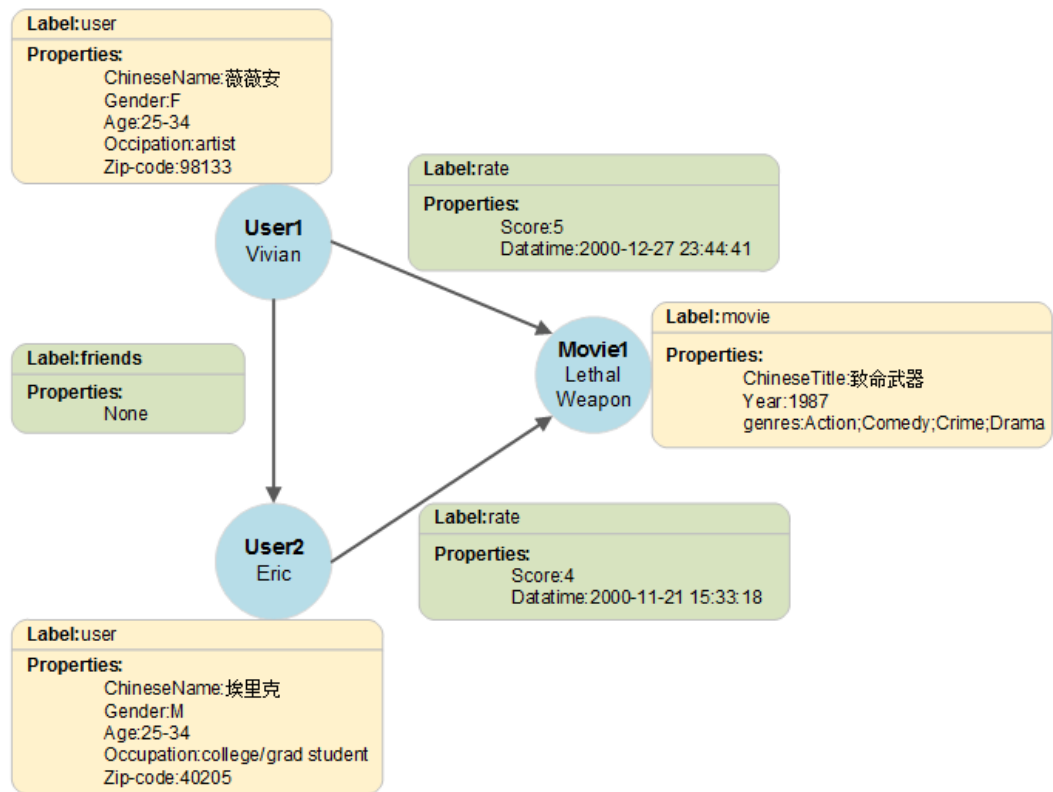 Label:user
Properties:
ChineseName:薇薇安
Gender:F
Age:25-34
Occipation:artist
Zip-code:98133
User1
Vivian
Label:rate
Properties:
Score:5
Datatime:2000-12-27 23:44:41
Label:friends
Properties:
None
Movie1
Lethal
Weapon
Label:movie
Properties:
ChineseTitle:致命武器
Year:1987
genres:Action;Comedy;Crime;Drama
User2
Eric
Label:rate
Properties:
Score:4
Datatime:2000-11-21 15:33:18
Label:user
Properties:
ChineseName:埃里克
Gender:M
Age:25-34
Occupation:college/grad student
Zip-code:40205